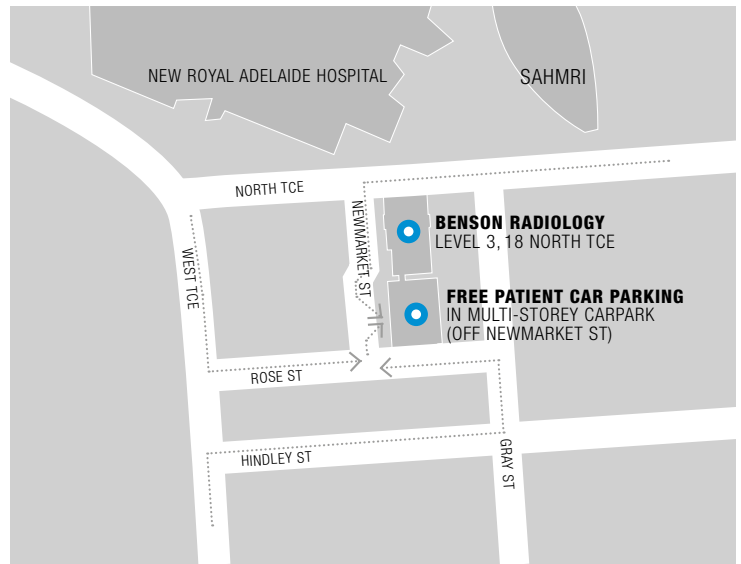 NEW ROYAL ADELAIDE HOSPITAL
SAHMRI
NORTH TCE
NEWMARKET ST
BENSON RADIOLOGY
LEVEL 3, 18 NORTH TCE
WEST TCE
FREE PATIENT CAR PARKING
IN MULTI-STOREY CARPARK
(OFF NEWMARKET ST)
ROSE ST
HINDLEY ST
GRAY ST